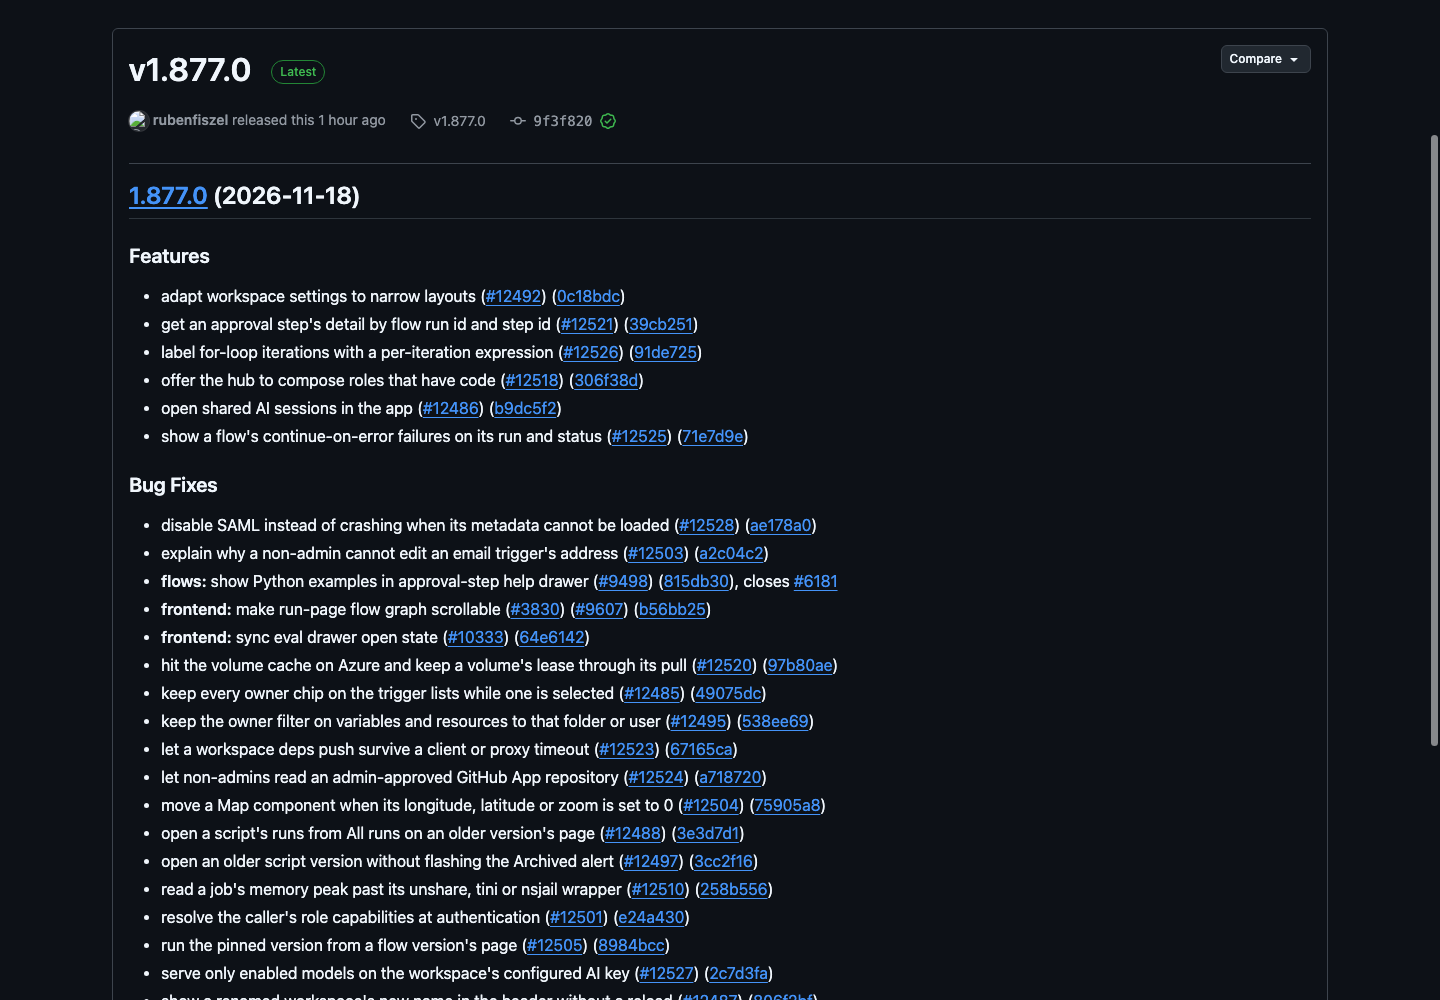 v1.877.0 Latest
Compare
rubenfiszel released this 1 hour ago v1.877.0 9f3f820
1.877.0 (2026-11-18)
Features
• adapt workspace settings to narrow layouts (#12492) (0c18bdc)
• get an approval step's detail by flow run id and step id (#12521) (39cb251)
• label for-loop iterations with a per-iteration expression (#12526) (91de725)
• offer the hub to compose roles that have code (#12518) (306f38d)
• open shared AI sessions in the app (#12486) (b9dc5f2)
• show a flow's continue-on-error failures on its run and status (#12525) (71e7d9e)
Bug Fixes
• disable SAML instead of crashing when its metadata cannot be loaded (#12528) (ae178a0)
• explain why a non-admin cannot edit an email trigger's address (#12503) (a2c04c2)
• flows: show Python examples in approval-step help drawer (#9498) (815db30), closes #6181
• frontend: make run-page flow graph scrollable (#3830) (#9607) (b56bb25)
• frontend: sync eval drawer open state (#10333) (64e6142)
• hit the volume cache on Azure and keep a volume's lease through its pull (#12520) (97b80ae)
• keep every owner chip on the trigger lists while one is selected (#12485) (49075dc)
• keep the owner filter on variables and resources to that folder or user (#12495) (538ee69)
• let a workspace deps push survive a client or proxy timeout (#12523) (67165ca)
• let non-admins read an admin-approved GitHub App repository (#12524) (a718720)
• move a Map component when its longitude, latitude or zoom is set to 0 (#12504) (75905a8)
• open a script's runs from All runs on an older version's page (#12488) (3e3d7d1)
• open an older script version without flashing the Archived alert (#12497) (3cc2f16)
• read a job's memory peak past its unshare, tini or nsjail wrapper (#12510) (258b556)
• resolve the caller's role capabilities at authentication (#12501) (e24a430)
• run the pinned version from a flow version's page (#12505) (8984bcc)
• serve only enabled models on the workspace's configured AI key (#12527) (2c7d3fa)
• show a renamed workspace's new name in the header without a reload